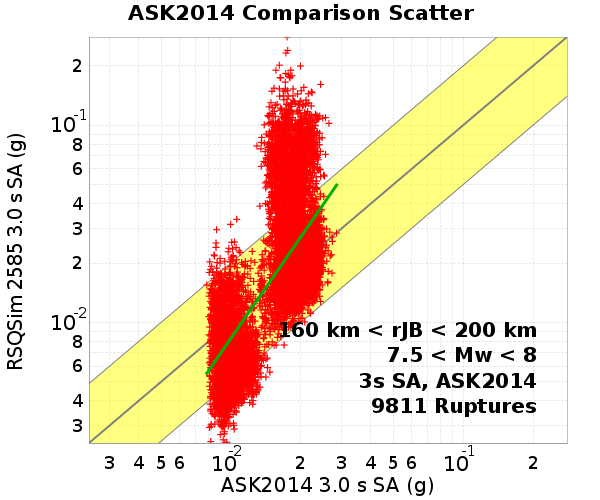 ASK2014 Comparison Scatter
RSQSim 2585 3.0 s SA (g)
2
10⁻¹
8
6
4
3
2
10⁻²
8
6
4
3
160 km < rJB < 200 km
7.5 < Mw < 8
3s SA, ASK2014
9811 Ruptures
3 4 5 6 10⁻² 2 3 4 5 6 10⁻¹ 2
ASK2014 3.0 s SA (g)